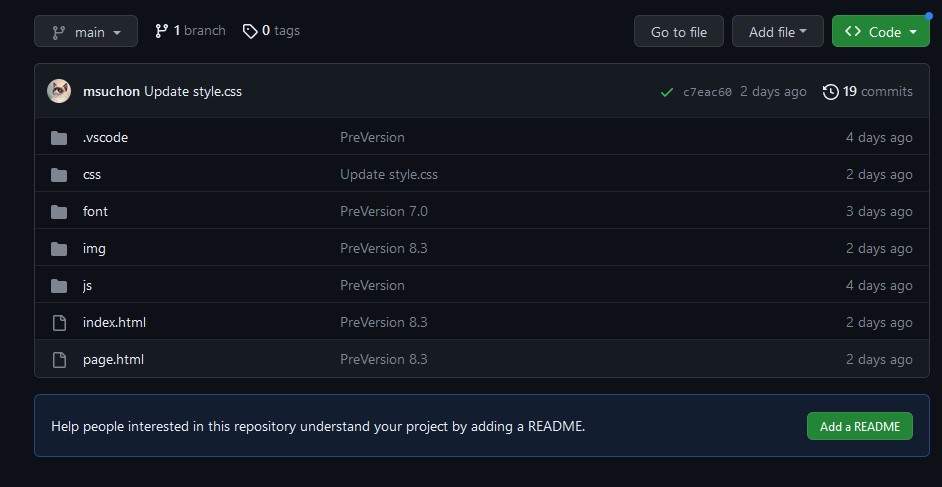 main 1 branch 0 tags Go to file Add file Code
msuchon Update style.css c7eac60 2 days ago 19 commits
.vscode PreVersion 4 days ago
css Update style.css 2 days ago
font PreVersion 7.0 3 days ago
img PreVersion 8.3 2 days ago
js PreVersion 4 days ago
index.html PreVersion 8.3 2 days ago
page.html PreVersion 8.3 2 days ago
Help people interested in this repository understand your project by adding a README. Add a README